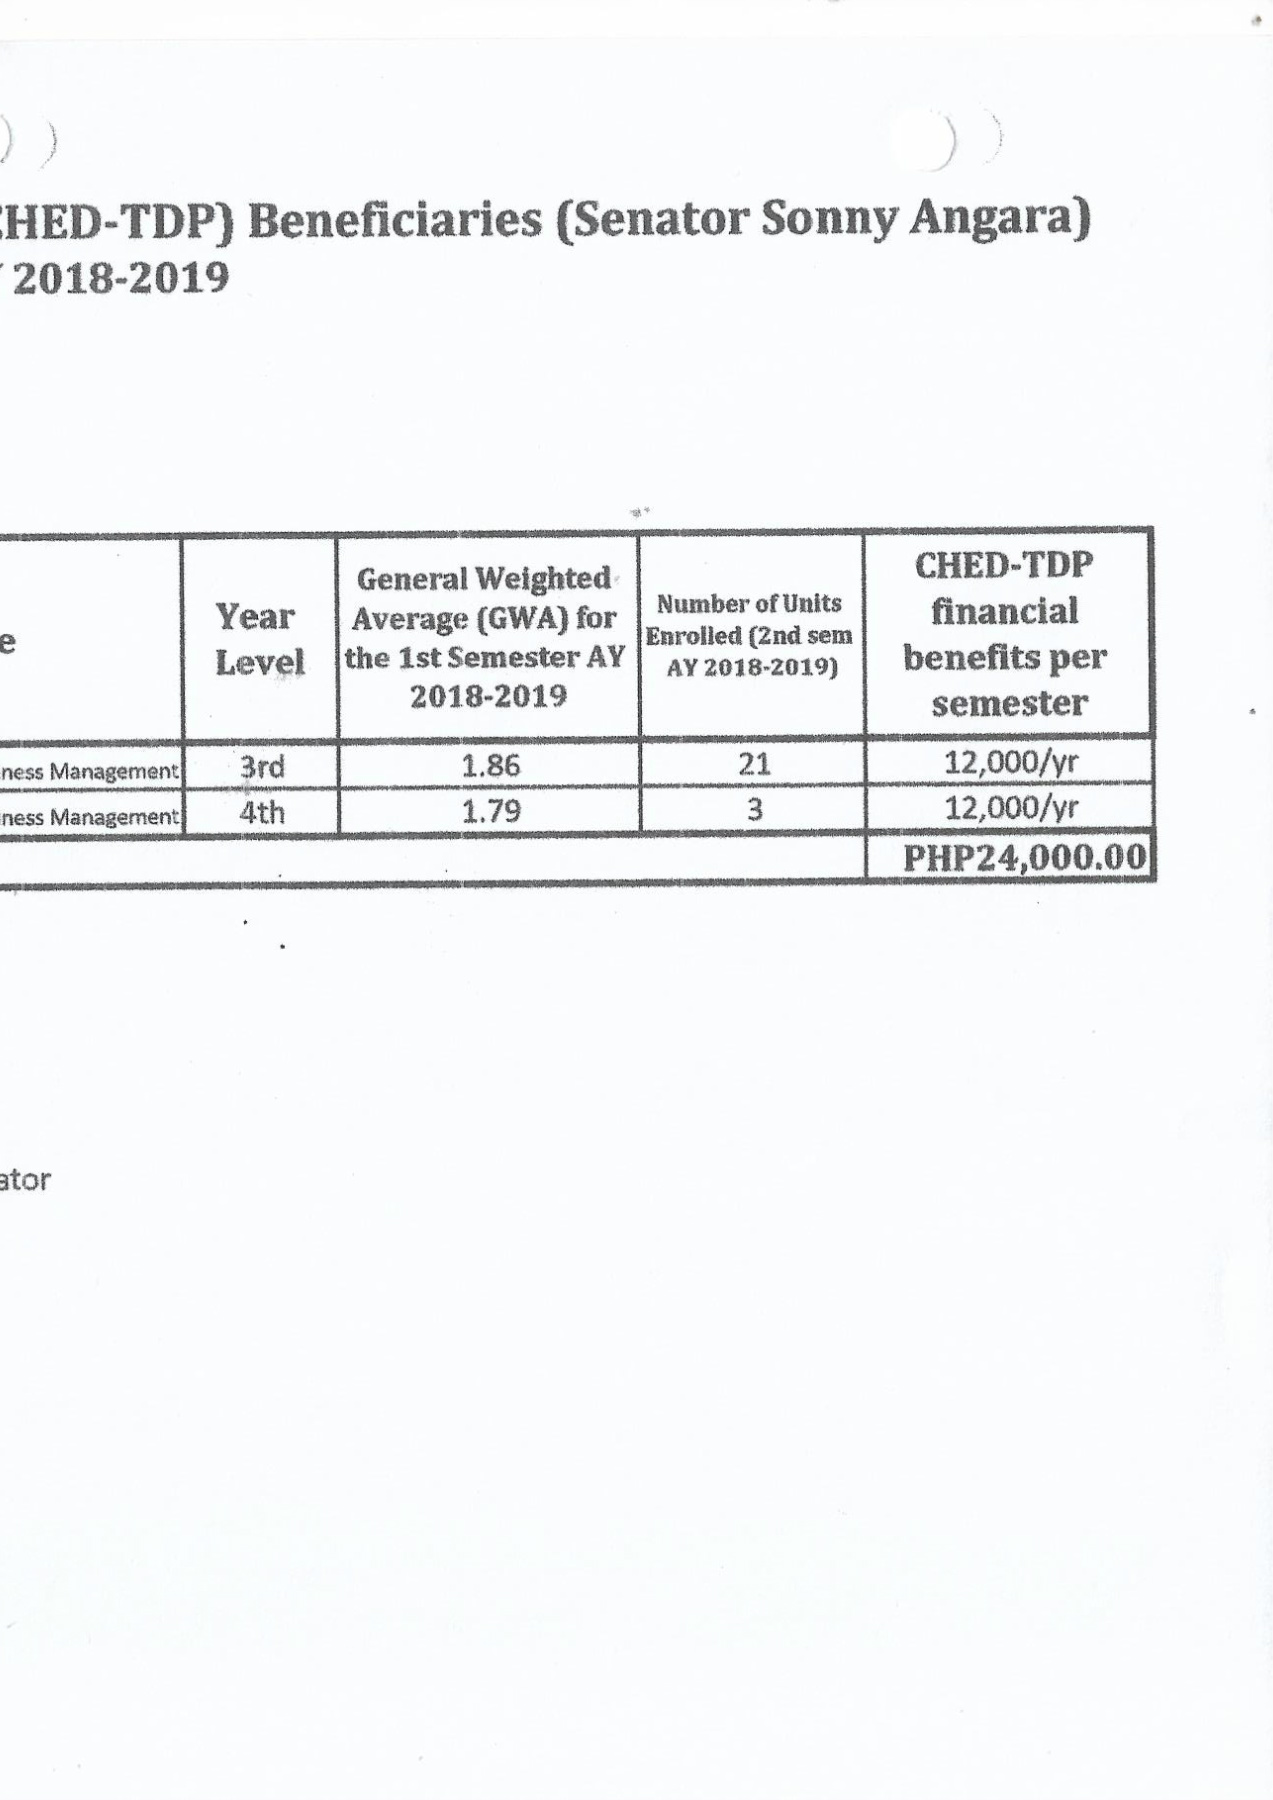 HED-TDP) Beneficiaries (Senator Sonny Angara)
2018-2019
e
Year Level
General Weighted Average (GWA) for the 1st Semester AY 2018-2019
Number of Units Enrolled (2nd sem AY 2018-2019)
CHED-TDP financial benefits per semester
ness Management 3rd 1.86 21 12,000/yr
ness Management 4th 1.79 3 12,000/yr
PHP24,000.00
ator